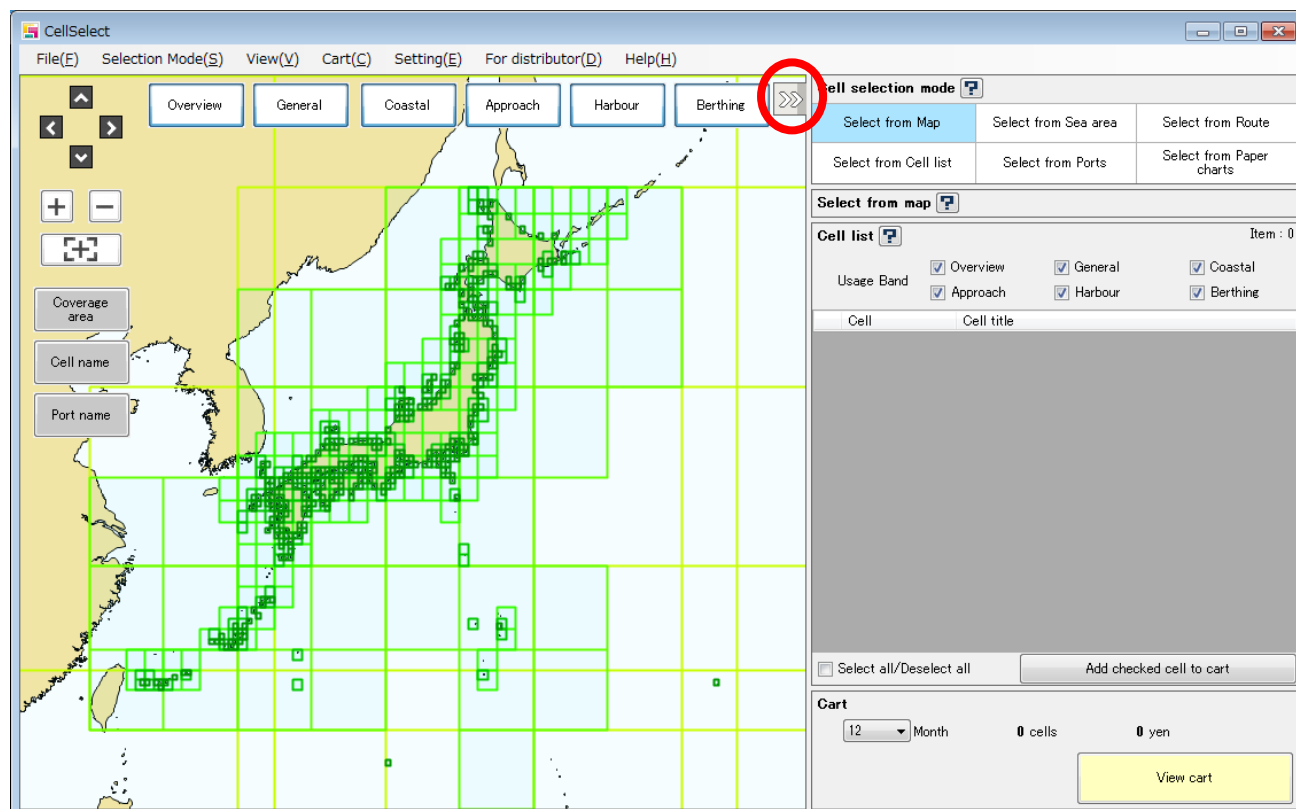 CellSelect
File(F) Selection Mode(S) View(V) Cart(C) Setting(E) For distributor(D) Help(H)
Overview General Coastal Approach Harbour Berthing
Coverage
area
Cell name
Port name
Cell selection mode ?
Select from Map Select from Sea area Select from Route
Select from Cell list Select from Ports Select from Paper
charts
Select from map ?
Cell list ? Item : 0
Usage Band
Overview General Coastal
Approach Harbour Berthing
Cell Cell title
Select all/Deselect all Add checked cell to cart
Cart
12 Month 0 cells 0 yen
View cart